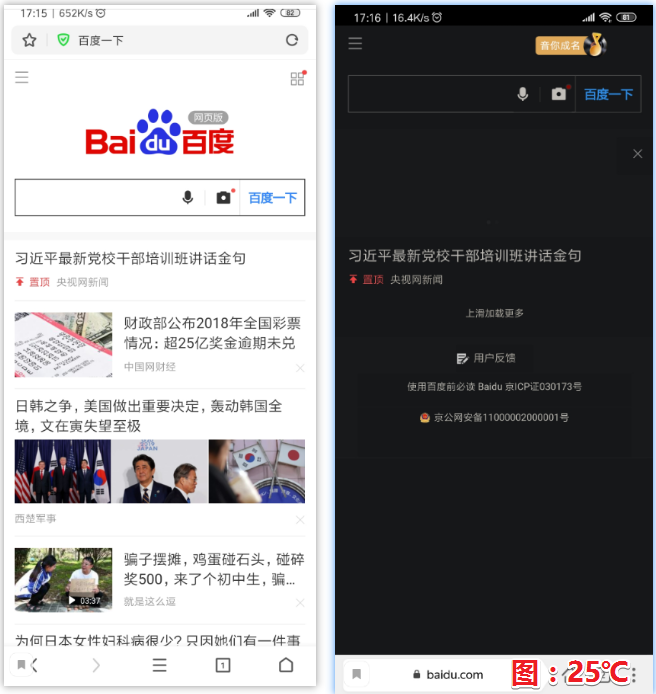 17:15 | 652K/s
82
百度一下
网页版
Bai du 百度
百度一下
习近平最新党校干部培训班讲话金句
置顶 央视网新闻
财政部公布2018年全国彩票
情况：超25亿奖金逾期未兑
中国网财经
日韩之争，美国做出重要决定，轰动韩国全
境，文在寅失望至极
JAPAN
西楚军事
骗子摆摊，鸡蛋碰石头，碰碎
奖500，来了个初中生，骗...
03:37
就是这么逗
为何日本女性妇科病很少？只因她们有一件事
1
17:16 | 16.4K/s
81
音你成名
百度一下
习近平最新党校干部培训班讲话金句
置顶 央视网新闻
上滑加载更多
用户反馈
使用百度前必读 Baidu 京ICP证030173号
京公网安备11000002000001号
baidu.com
图：25℃